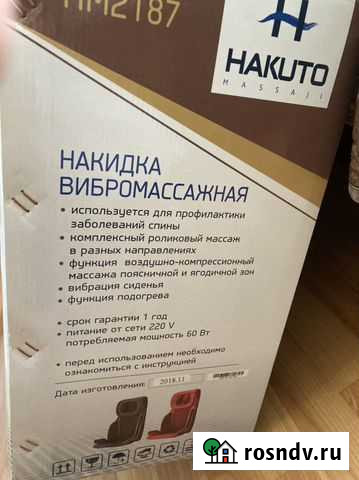 HM2187
HAKUTO
MASSAJI
НАКИДКА
ВИБРОМАССАЖНАЯ
• используется для профилактики
заболеваний спины
• комплексный роликовый массаж
в разных направлениях
• функция воздушно-компрессионный
массажа поясничной и ягодичной зон
• вибрация сиденья
• функция подогрева
• срок гарантии 1 год
• питание от сети 220 V
потребляемая мощность 60 Вт
• перед использованием необходимо
ознакомиться с инструкцией
Дата изготовления: 2018.11
rosndv.ru